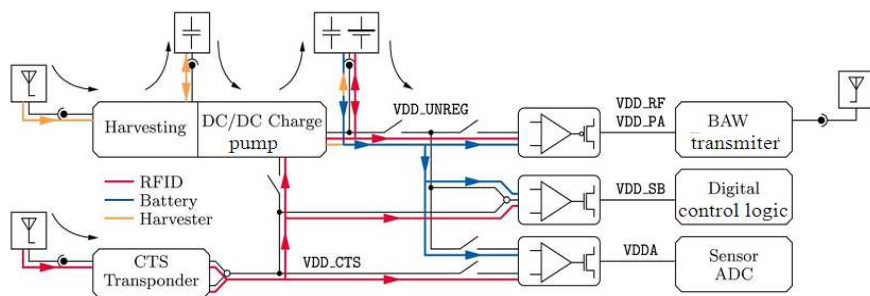 VDD_UNREG
VDD_RF
VDD_PA
Harvesting
DC/DC Charge
pump
BAW
transmiter
RFID
Battery
Harvester
VDD_SB
Digital
control logic
CTS
Transponder
VDD_CTS
VDDA
Sensor
ADC